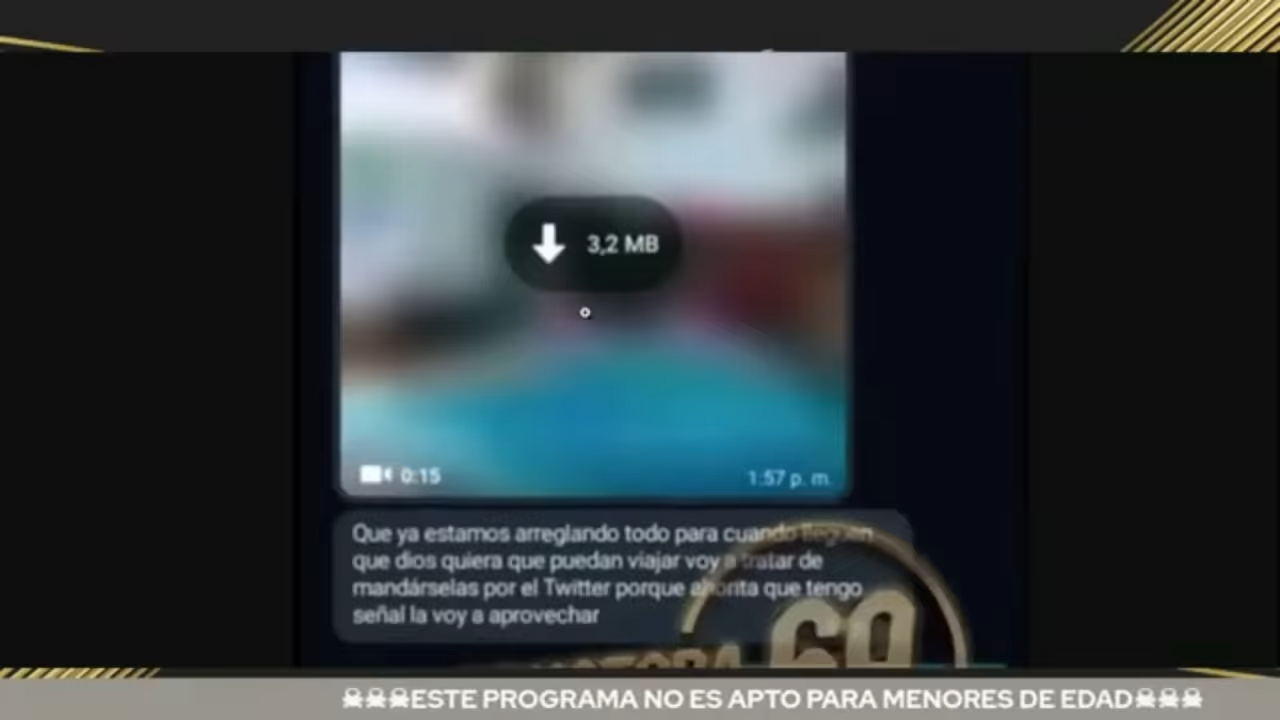 3,2 MB
0:15
1:57 p. m.
Que ya estamos arreglando todo para cuando lleguen
que dios quiera que puedan viajar voy a tratar de
mandárselas por el Twitter porque ahorita que tengo
señal la voy a aprovechar
69
☠☠☠ESTE PROGRAMA NO ES APTO PARA MENORES DE EDAD☠☠☠